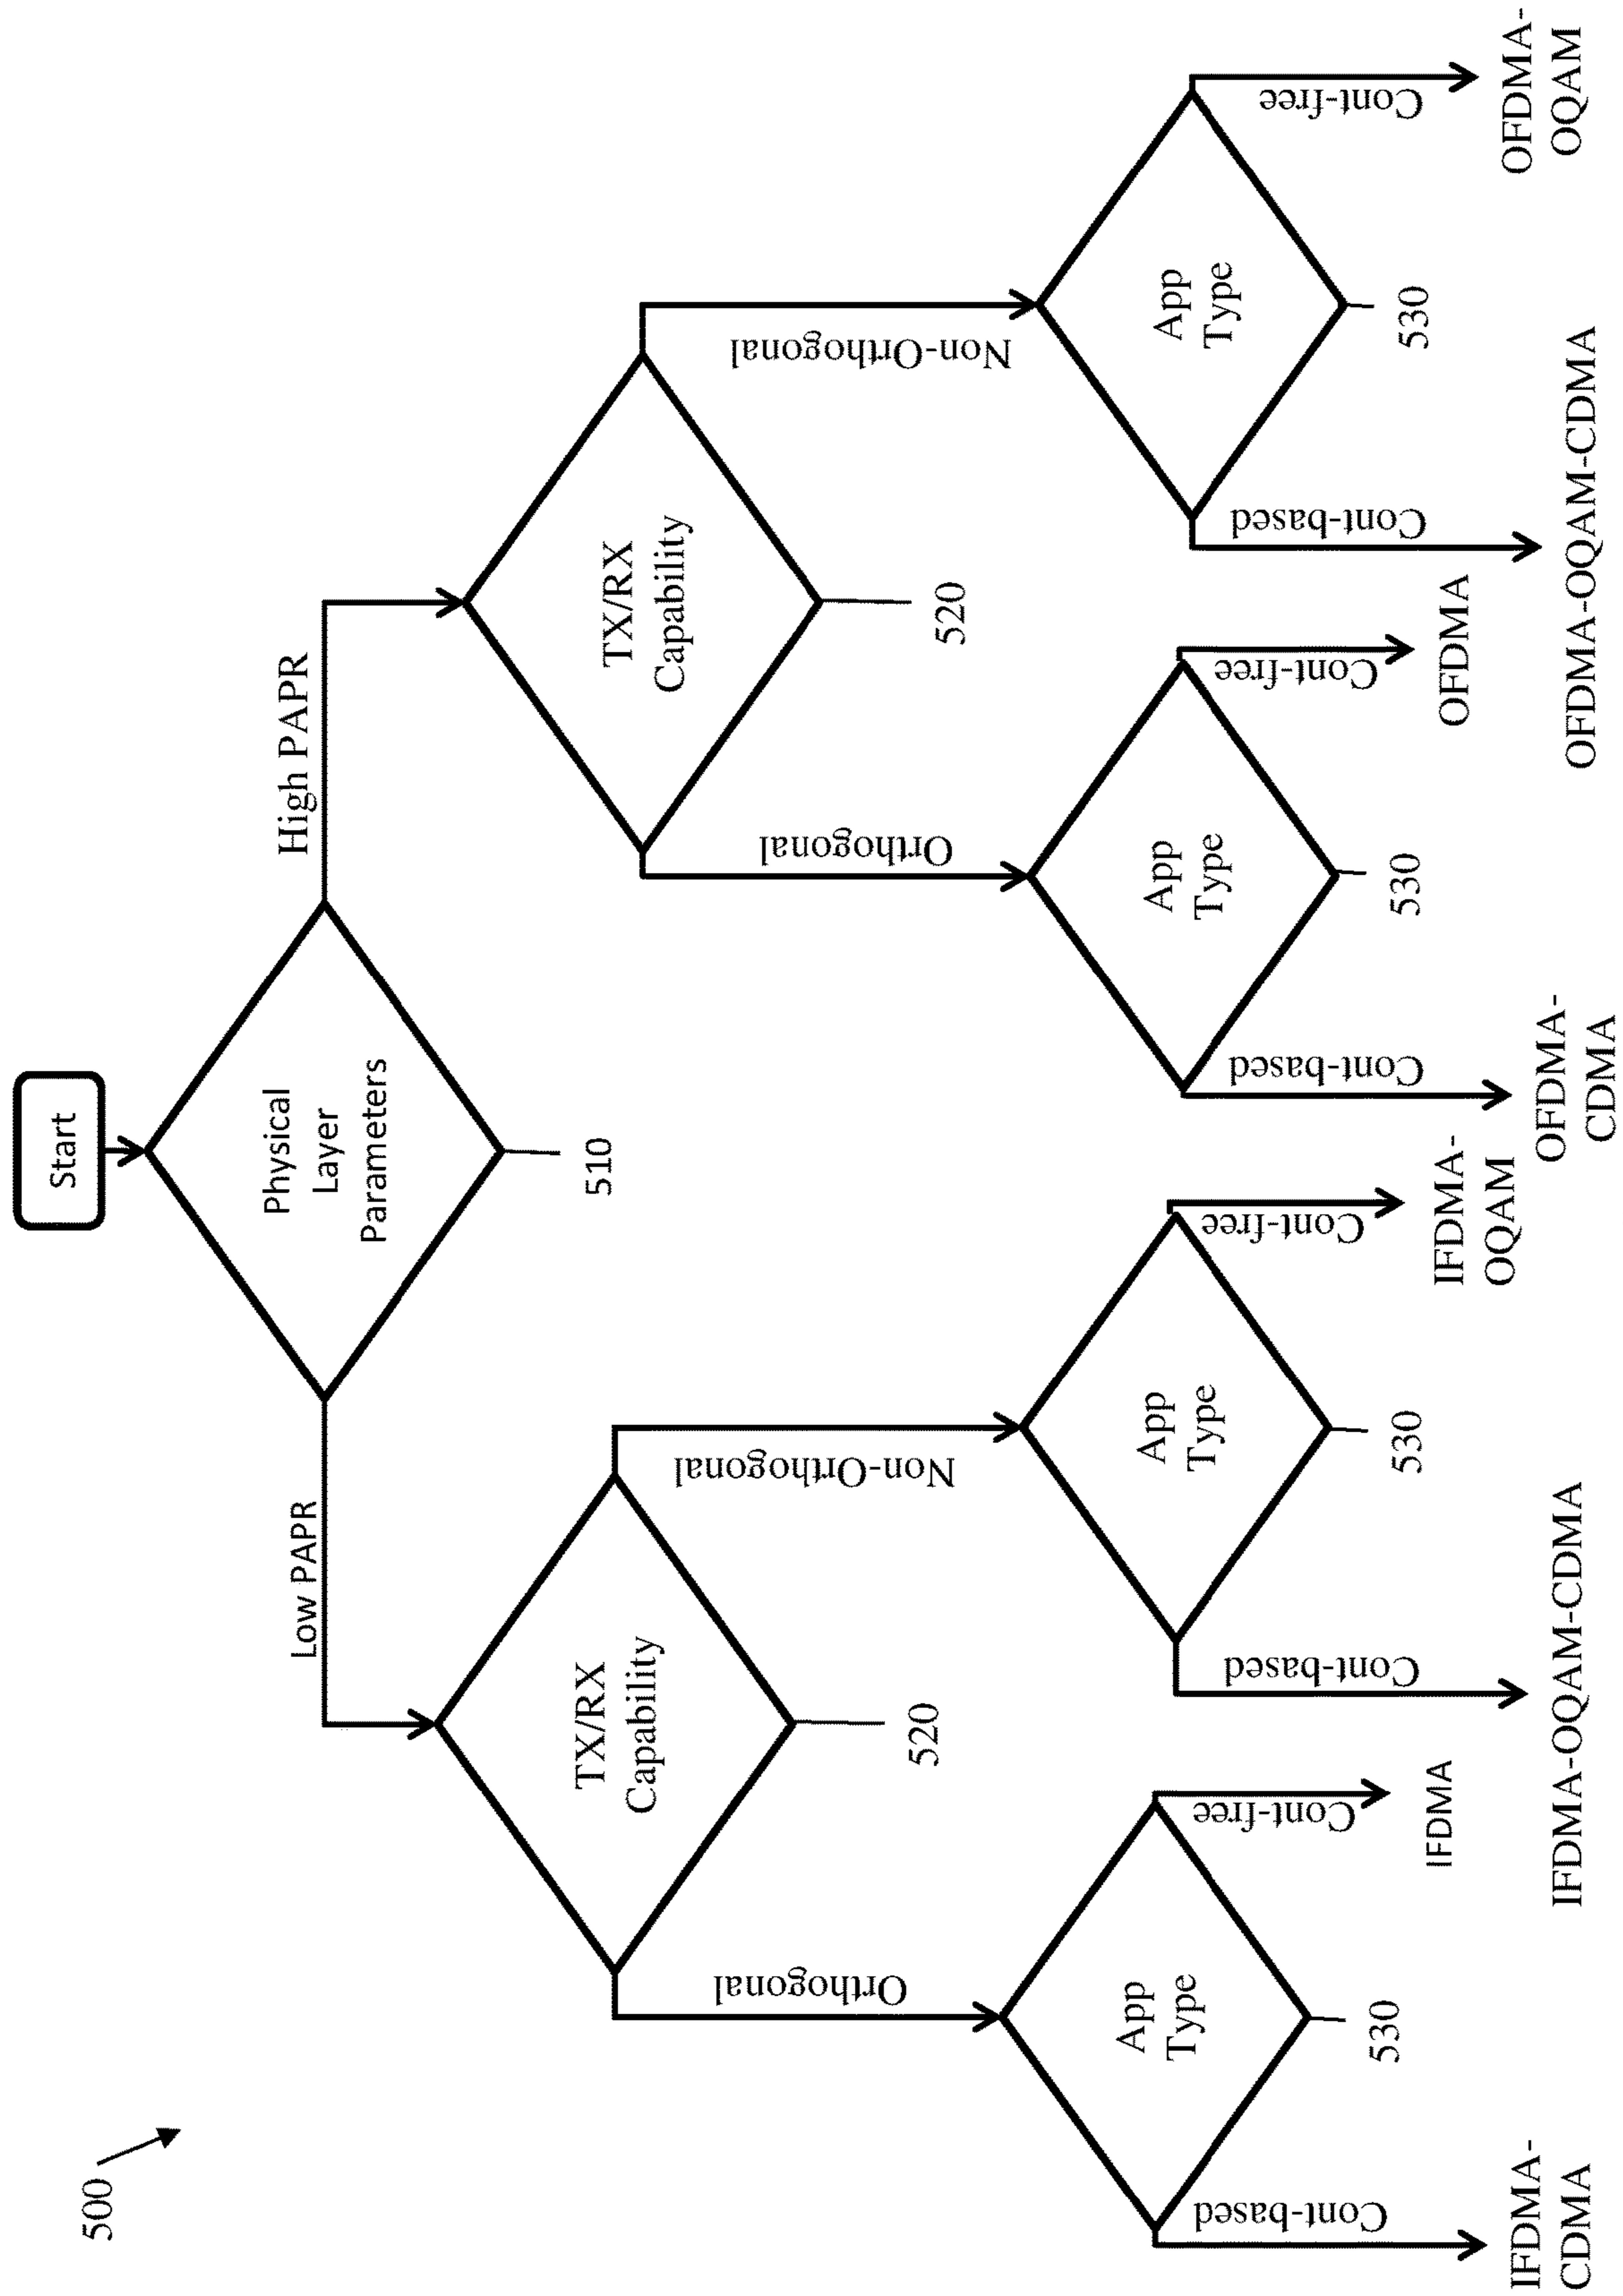 500
Start
Physical
Layer
Parameters
510
Low PAPR
High PAPR
TX/RX
Capability
520
TX/RX
Capability
520
Orthogonal
Non-Orthogonal
Orthogonal
Non-Orthogonal
App
Type
530
App
Type
530
App
Type
530
App
Type
530
Cont-based
Cont-free
Cont-based
Cont-free
Cont-based
Cont-free
Cont-based
Cont-free
IFDMA-
CDMA
IFDMA
IFDMA-OQAM-CDMA
IFDMA-
OQAM
OFDMA-
CDMA
OFDMA
OFDMA-OQAM-CDMA
OFDMA-
OQAM